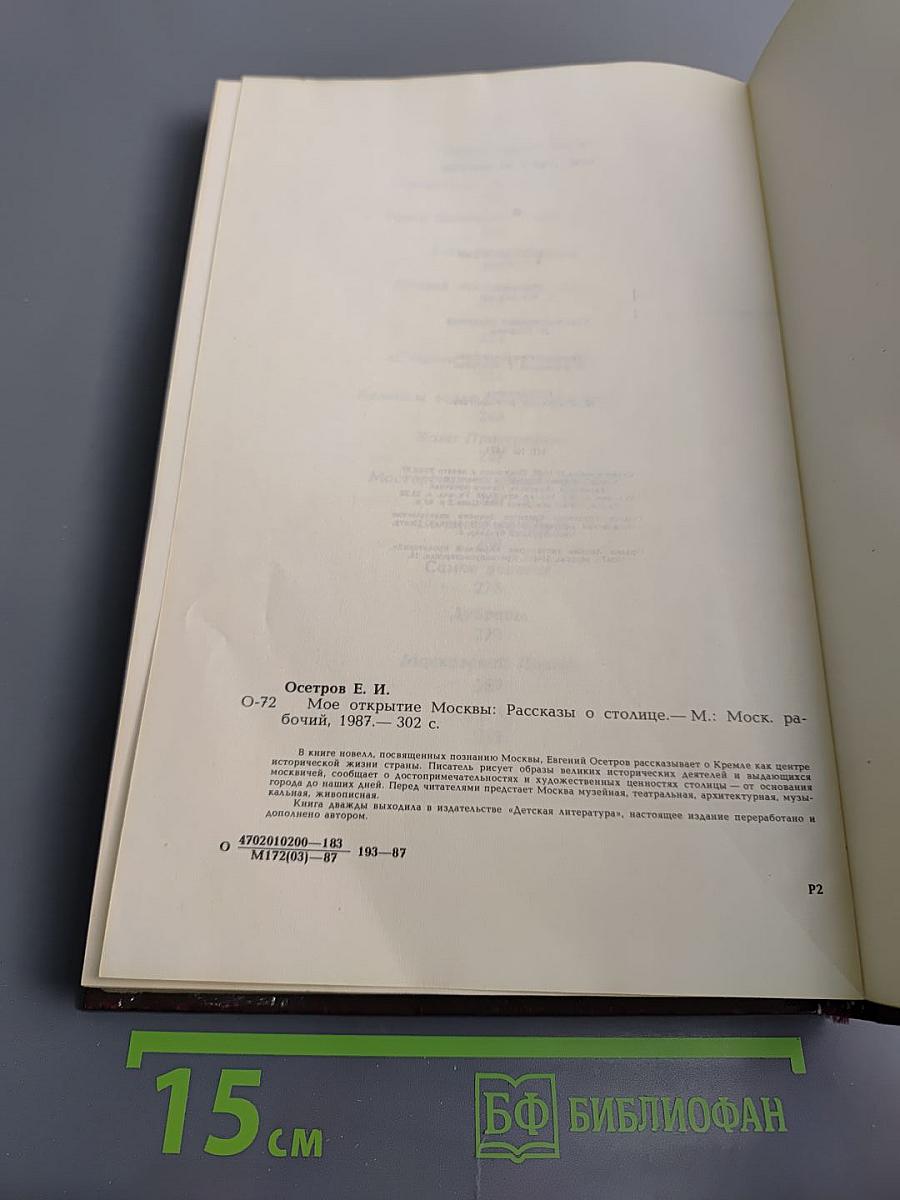 Осетров Е. И.
О-72 Мое открытие Москвы: Рассказы о столице.— М.: Моск. ра-
бочий, 1987.— 302 с.
В книге новелл, посвященных познанию Москвы, Евгений Осетров рассказывает о Кремле как центре
исторической жизни страны. Писатель рисует образы великих исторических деятелей и выдающихся
москвичей, сообщает о достопримечательностях и художественных ценностях столицы — от основания
города до наших дней. Перед читателями предстает Москва музейная, театральная, архитектурная, музы-
кальная, живописная.
Книга дважды выходила в издательстве «Детская литература», настоящее издание переработано и
дополнено автором.
О 4702010200—183
М172(03)—87 193—87
Р2
15 см
БФ БИБЛИОФАН